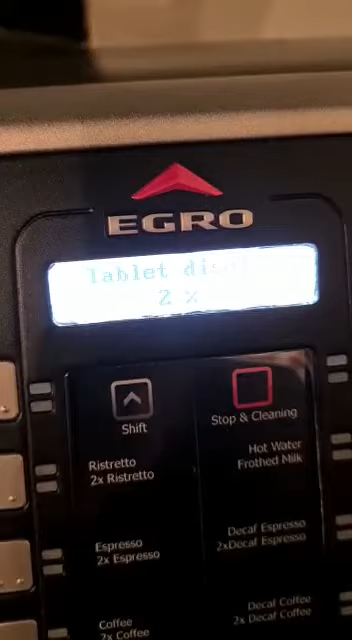 EGRO
Tablet
2 %
Shift
Stop & Cleaning
Hot Water
Frothed Milk
Ristretto
2x Ristretto
Decaf Espresso
2xDecaf Espresso
Espresso
2x Espresso
Decaf Coffee
2x Decaf Coffee
Coffee
2x Coffee